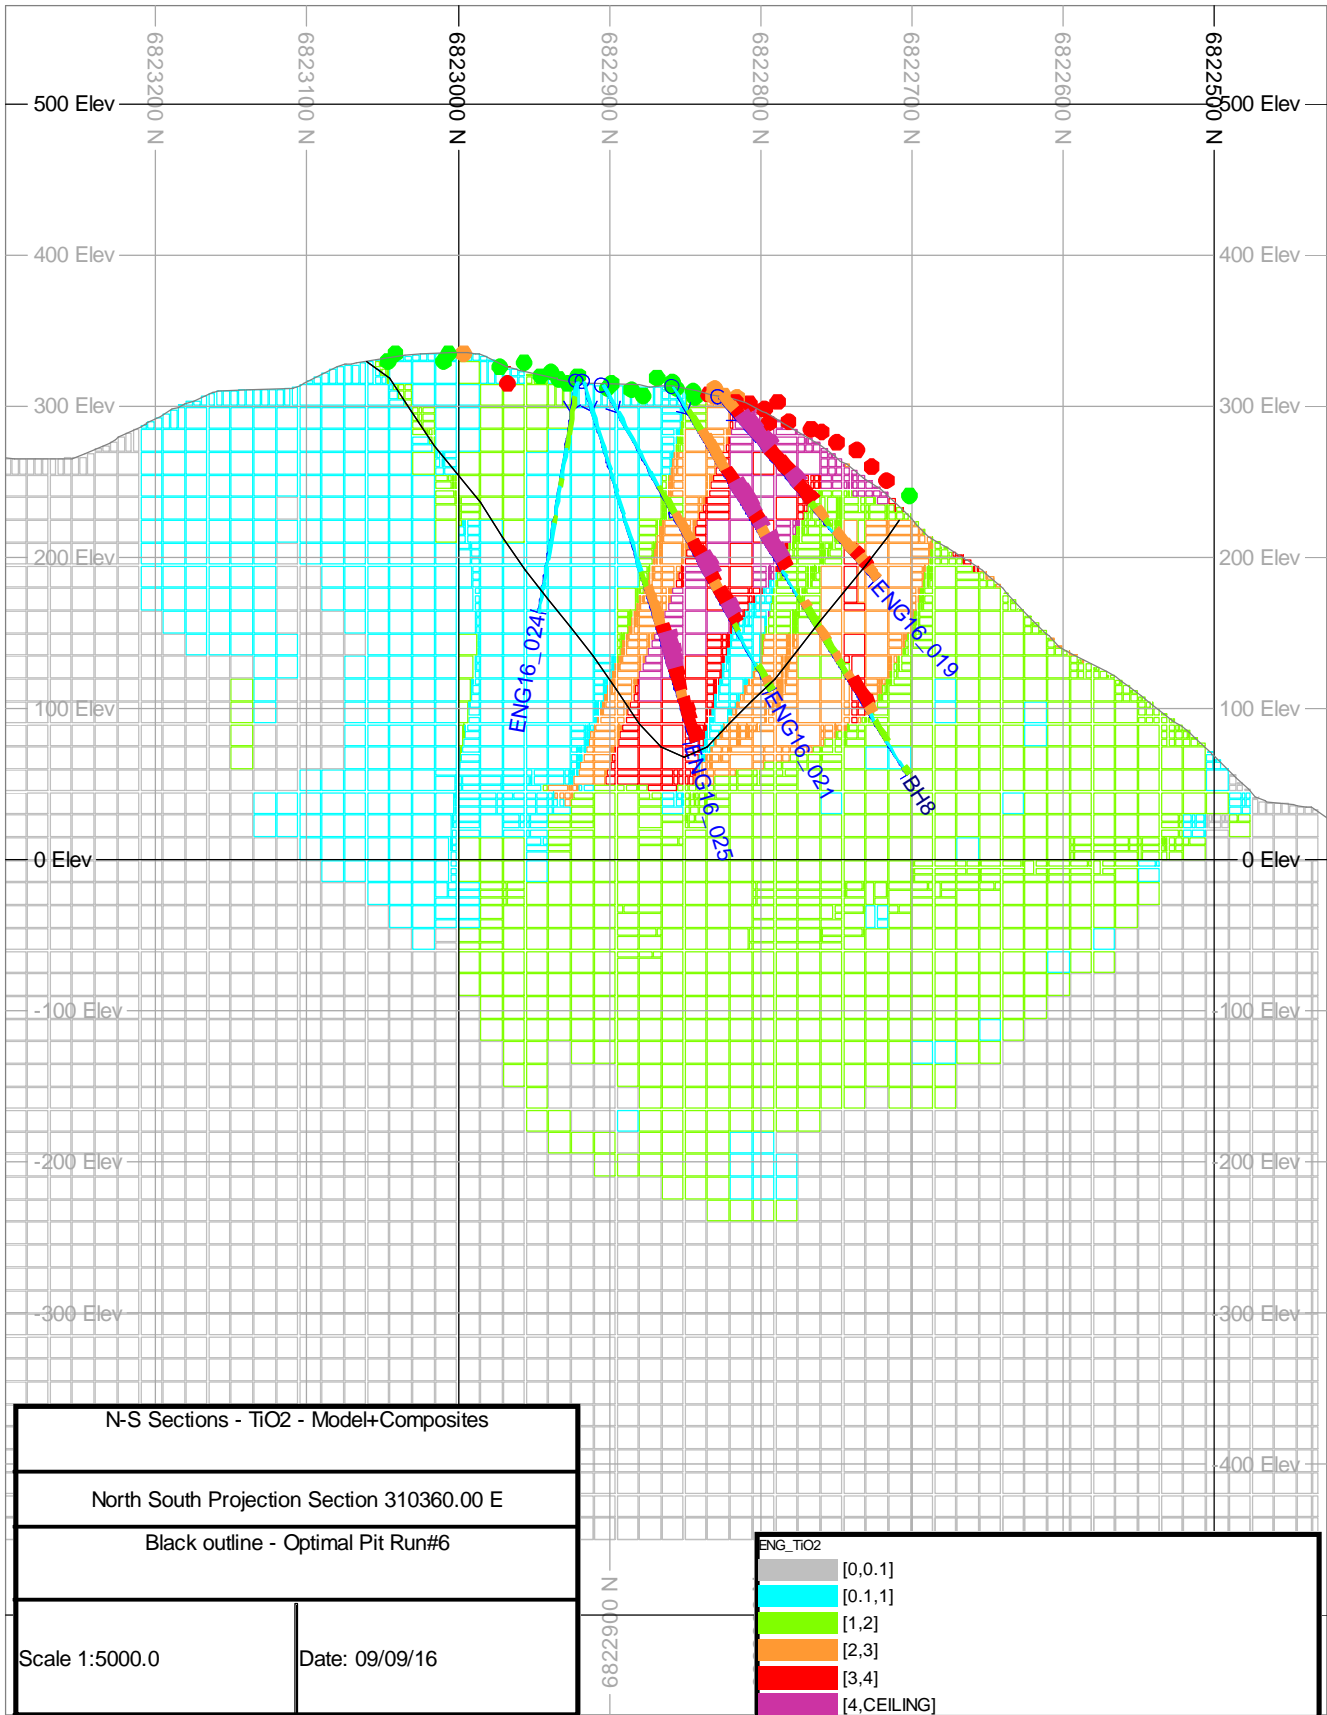 6823200 N
6823100 N
6823000 N
6822900 N
6822800 N
6822700 N
6822600 N
6822500 N
500 Elev
500 Elev
400 Elev
400 Elev
300 Elev
300 Elev
200 Elev
200 Elev
100 Elev
100 Elev
0 Elev
0 Elev
-100 Elev
-100 Elev
-200 Elev
-200 Elev
-300 Elev
-300 Elev
-400 Elev
ENG16_024
ENG16_025
ENG16_021
BH8
ENG16_019
6822900 N
N-S Sections - TiO2 - Model+Composites
North South Projection Section 310360.00 E
Black outline - Optimal Pit Run#6
Scale 1:5000.0
Date: 09/09/16
ENG_TiO2
[0,0.1]
[0.1,1]
[1,2]
[2,3]
[3,4]
[4,CEILING]